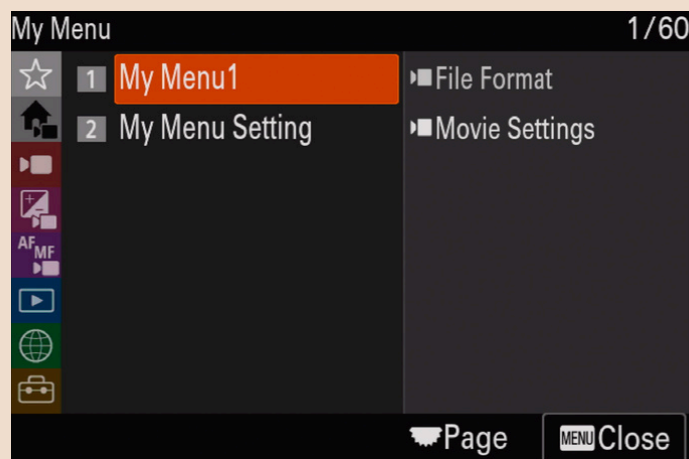 My Menu 1/60
1 My Menu1
File Format
2 My Menu Setting
Movie Settings
AF MF
Page
MENU Close